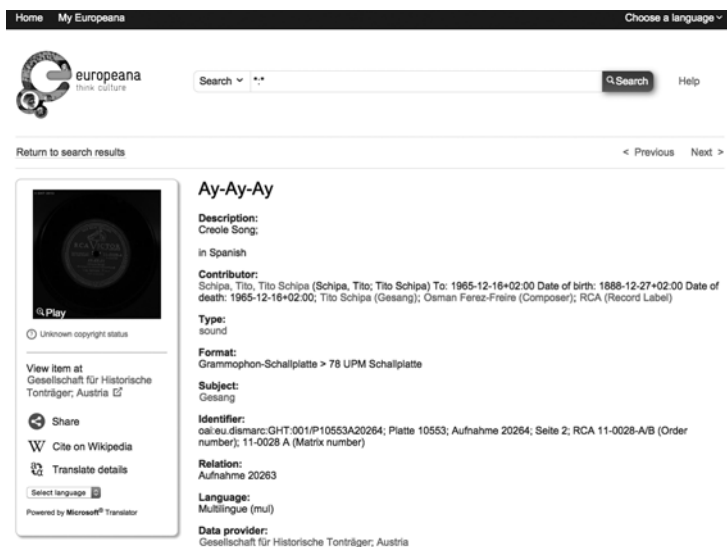 Home My Europeana Choose a language
europeana
think culture
Search *:* Search Help
Return to search results < Previous Next >
Ay-Ay-Ay
Description:
Creole Song;
in Spanish
Contributor:
Schipa, Tito, Tito Schipa (Schipa, Tito; Tito Schipa) To: 1965-12-16+02:00 Date of birth: 1888-12-27+02:00 Date of
death: 1965-12-16+02:00; Tito Schipa (Gesang); Osman Ferez-Freire (Composer); RCA (Record Label)
Type:
sound
Format:
Grammophon-Schallplatte > 78 UPM Schallplatte
Subject:
Gesang
Identifier:
oai:eu.dismarc:GHT:001/P10553A20264; Platte 10553; Aufnahme 20264; Seite 2; RCA 11-0028-A/B (Order
number); 11-0028 A (Matrix number)
Relation:
Aufnahme 20263
Language:
Multilingue (mul)
Data provider:
Gesellschaft für Historische Tonträger; Austria
RCA VICTOR
Play
Unknown copyright status
View item at
Gesellschaft für Historische
Tonträger; Austria
Share
W Cite on Wikipedia
Translate details
Select language
Powered by Microsoft® Translator